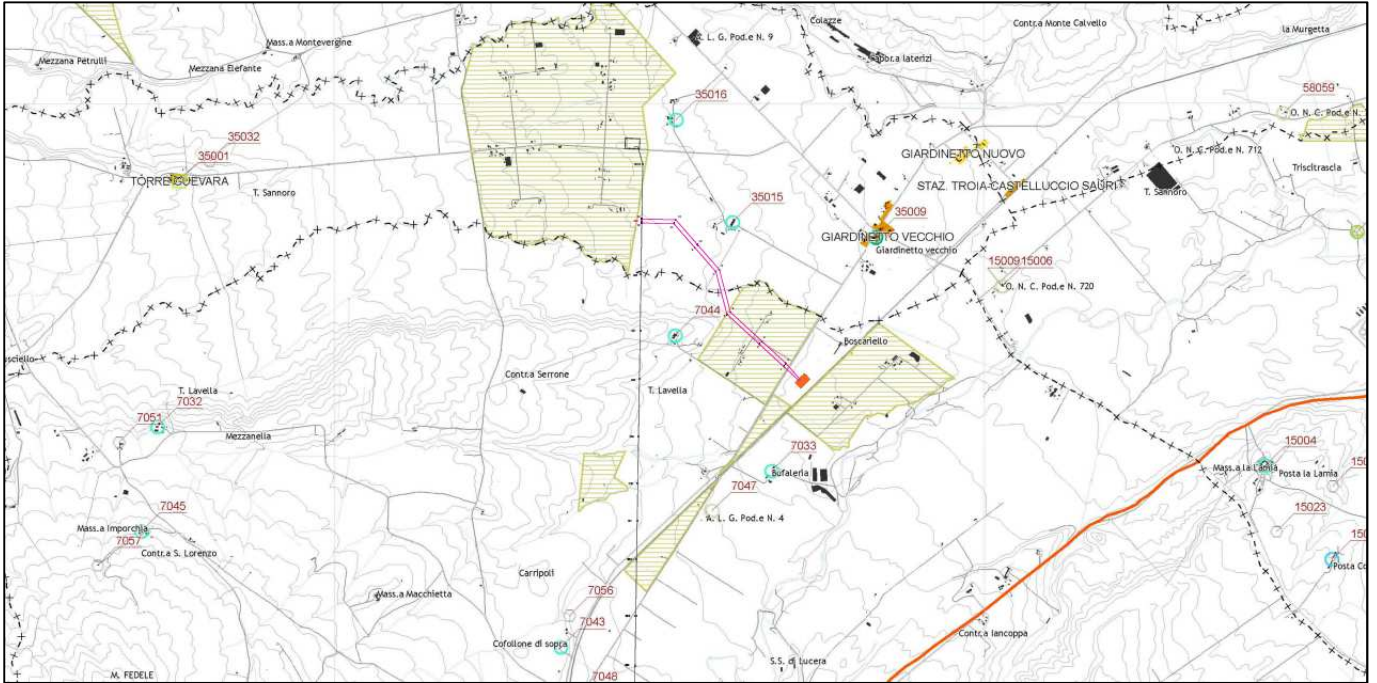 Colazze
Contr.a Monte Calvello
la Murgetta
Mass.a Montevergine
A. L. G. Pod.e N. 9
Mezzana Petrulli
Mezzana Elefante
58059
35016
O. N. C. Pod.e N.
35032
35001
GIARDINETTO NUOVO
O. N. C. Pod.e N. 712
Triscitrascia
TORRE GUEVARA
T. Sannoro
STAZ. TROIA-CASTELLUCCIO SAURI
T. Sannoro
35015
35009
GIARDINETTO VECCHIO
Giardinetto vecchio
15009
15006
O. N. C. Pod.e N. 720
7044
Boscariello
Contr.a Serrone
T. Lavella
T. Lavella
7032
7051
Mezzanella
7033
15004
Mass.a la Lamia
Posta la Lamia
Bufaleria
7047
7045
15023
A. L. G. Pod.e N. 4
Mass.a Imporchia
7057
Contr.a S. Lorenzo
Carripoli
7056
Mass.a Macchietta
7043
Contr.a Iancoppa
Cofollone di sopra
S.S. di Lucera
M. FEDELE
7048